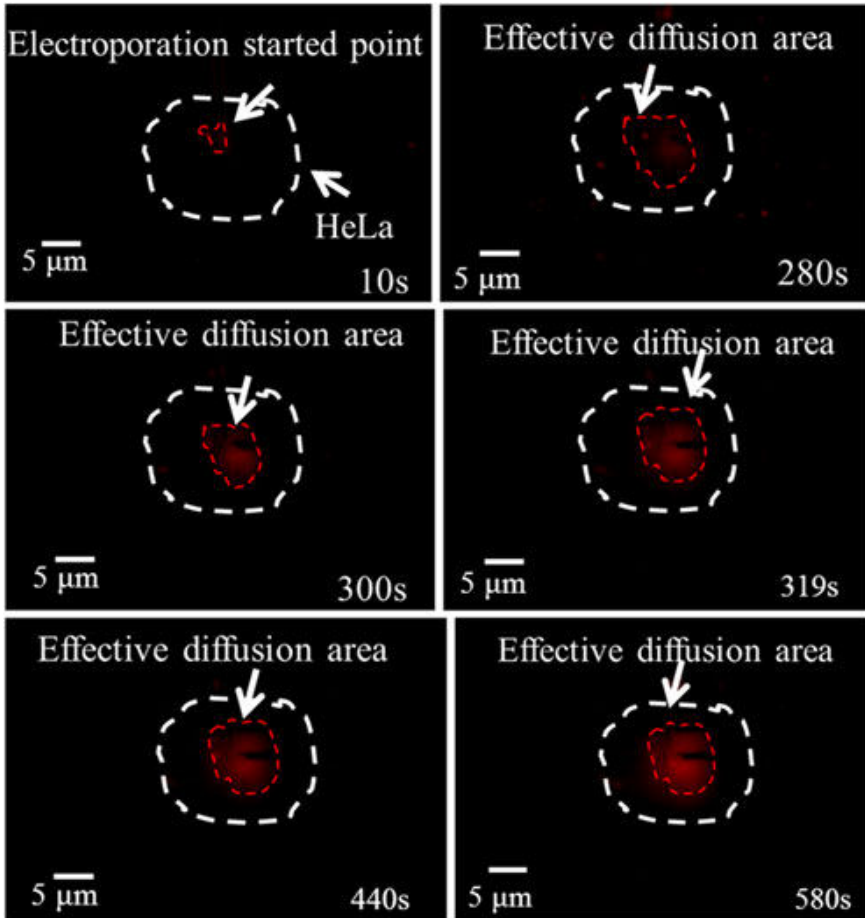 Electroporation started point
HeLa
5 μm
10s
Effective diffusion area
5 μm
280s
Effective diffusion area
5 μm
300s
Effective diffusion area
5 μm
319s
Effective diffusion area
5 μm
440s
Effective diffusion area
5 μm
580s